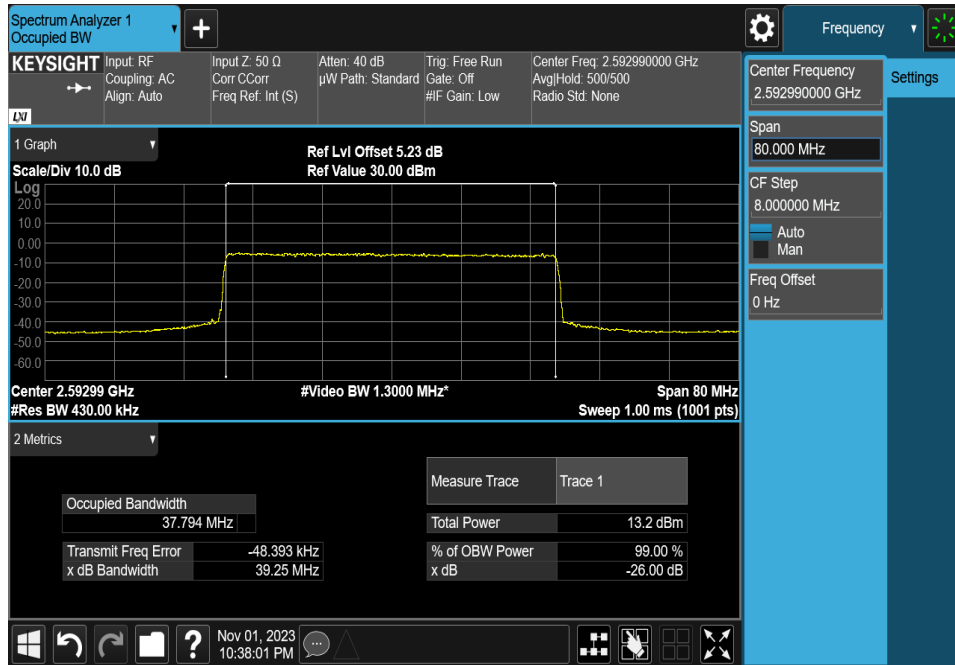 Spectrum Analyzer 1
Occupied BW
+
Frequency
KEYSIGHT
LXI
Input: RF
Coupling: AC
Align: Auto
Input Z: 50 Ω
Corr CCorr
Freq Ref: Int (S)
Atten: 40 dB
µW Path: Standard
Trig: Free Run
Gate: Off
#IF Gain: Low
Center Freq: 2.592990000 GHz
Avg|Hold: 500/500
Radio Std: None
Center Frequency
2.592990000 GHz
Settings
Span
80.000 MHz
CF Step
8.000000 MHz
Auto
Man
Freq Offset
0 Hz
1 Graph
Scale/Div 10.0 dB
Ref Lvl Offset 5.23 dB
Ref Value 30.00 dBm
Log
20.0
10.0
0.00
-10.0
-20.0
-30.0
-40.0
-50.0
-60.0
Center 2.59299 GHz
#Video BW 1.3000 MHz*
Span 80 MHz
#Res BW 430.00 kHz
Sweep 1.00 ms (1001 pts)
2 Metrics
Measure Trace
Trace 1
Occupied Bandwidth
37.794 MHz
Total Power
13.2 dBm
Transmit Freq Error
-48.393 kHz
% of OBW Power
99.00 %
x dB Bandwidth
39.25 MHz
x dB
-26.00 dB
?
Nov 01, 2023
10:38:01 PM